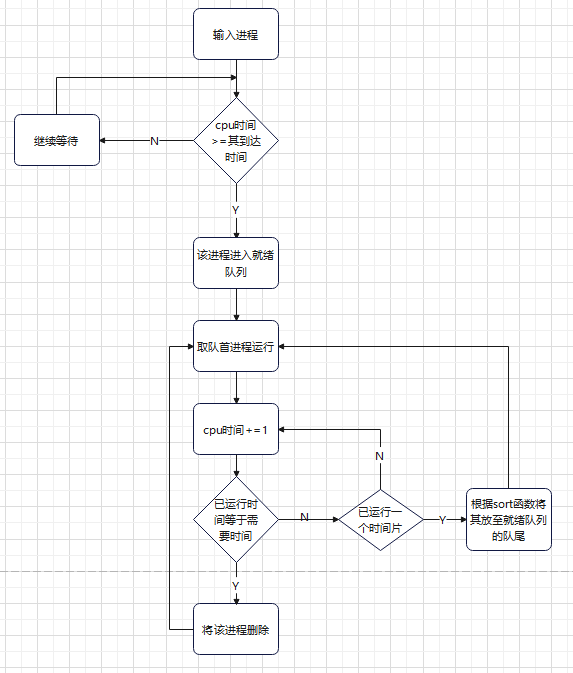 输入进程
cpu时间
>=其到达
时间
N
继续等待
Y
该进程进入就绪
队列
取队首进程运行
cpu时间+=1
N
已运行时
间等于需
要时间
N
已运行一
个时间片
Y
根据sort函数将
其放至就绪队列
的队尾
Y
将该进程删除